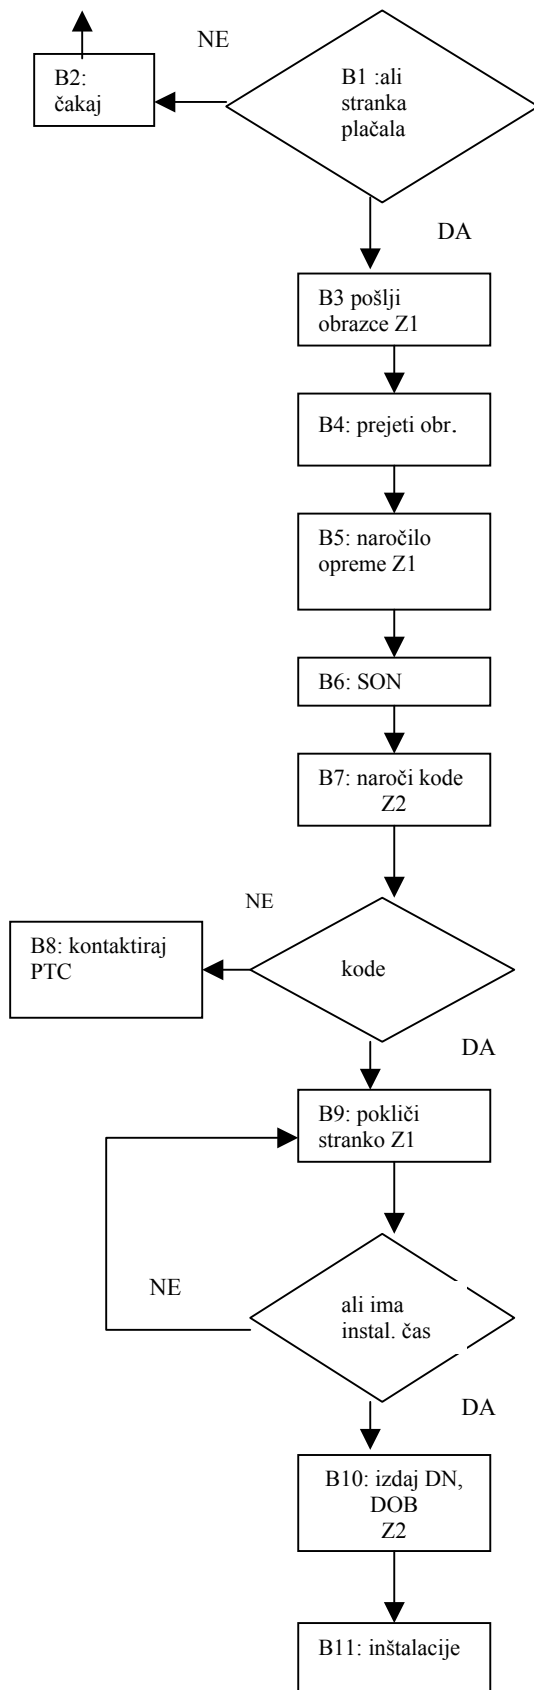 NE
B2:
čakaj
B1 :ali
stranka
plačala
DA
B3 pošlji
obrazce Z1
B4: prejeti obr.
B5: naročilo
opreme Z1
B6: SON
B7: naroči kode
Z2
NE
B8: kontaktiraj
PTC
kode
DA
B9: pokliči
stranko Z1
NE
ali ima
instal. čas
DA
B10: izdaj DN,
DOB
Z2
B11: inštalacije